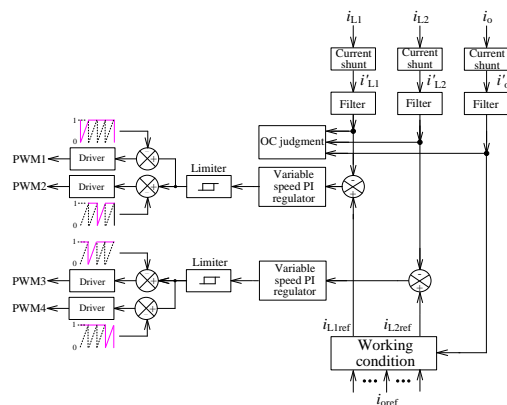 i_L1 i_L2 i_o
Current shunt
Current shunt
Current shunt
i'_L1 i'_L2 i'_o
Filter Filter Filter
OC judgment
1
0
PWM1 Driver + Limiter Variable speed PI regulator -
PWM2 Driver + +
1
0
1
0
PWM3 Driver + Limiter Variable speed PI regulator -
PWM4 Driver + +
1
0
i_L1ref i_L2ref
Working condition
••• •••
i_oref